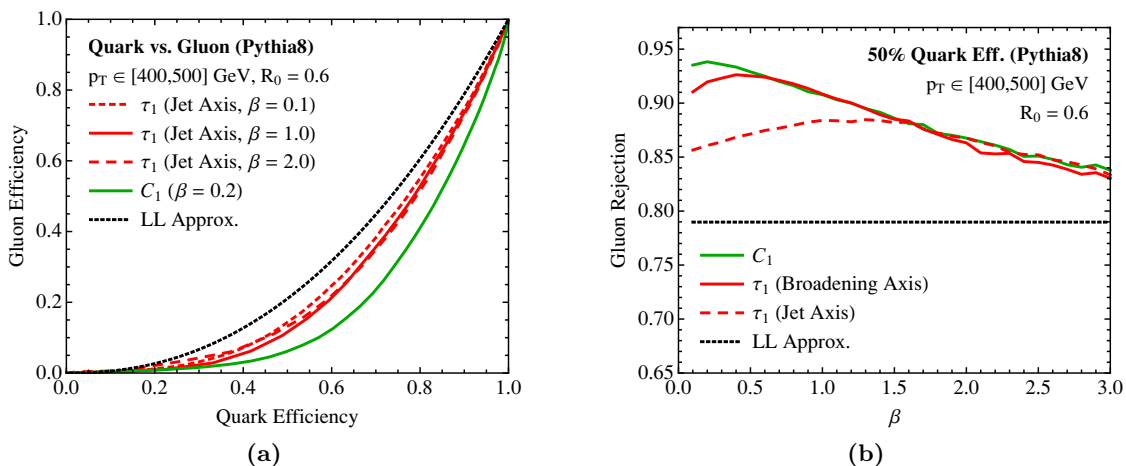 1.0
0.8
0.6
0.4
0.2
0.0
Gluon Efficiency
Quark vs. Gluon (Pythia8)
p_T ∈ [400,500] GeV, R_0 = 0.6
τ_1 (Jet Axis, β = 0.1)
τ_1 (Jet Axis, β = 1.0)
τ_1 (Jet Axis, β = 2.0)
C_1 (β = 0.2)
LL Approx.
0.0 0.2 0.4 0.6 0.8 1.0
Quark Efficiency
(a)
0.95
0.90
0.85
0.80
0.75
0.70
0.65
Gluon Rejection
50% Quark Eff. (Pythia8)
p_T ∈ [400,500] GeV
R_0 = 0.6
C_1
τ_1 (Broadening Axis)
τ_1 (Jet Axis)
LL Approx.
0.0 0.5 1.0 1.5 2.0 2.5 3.0
β
(b)